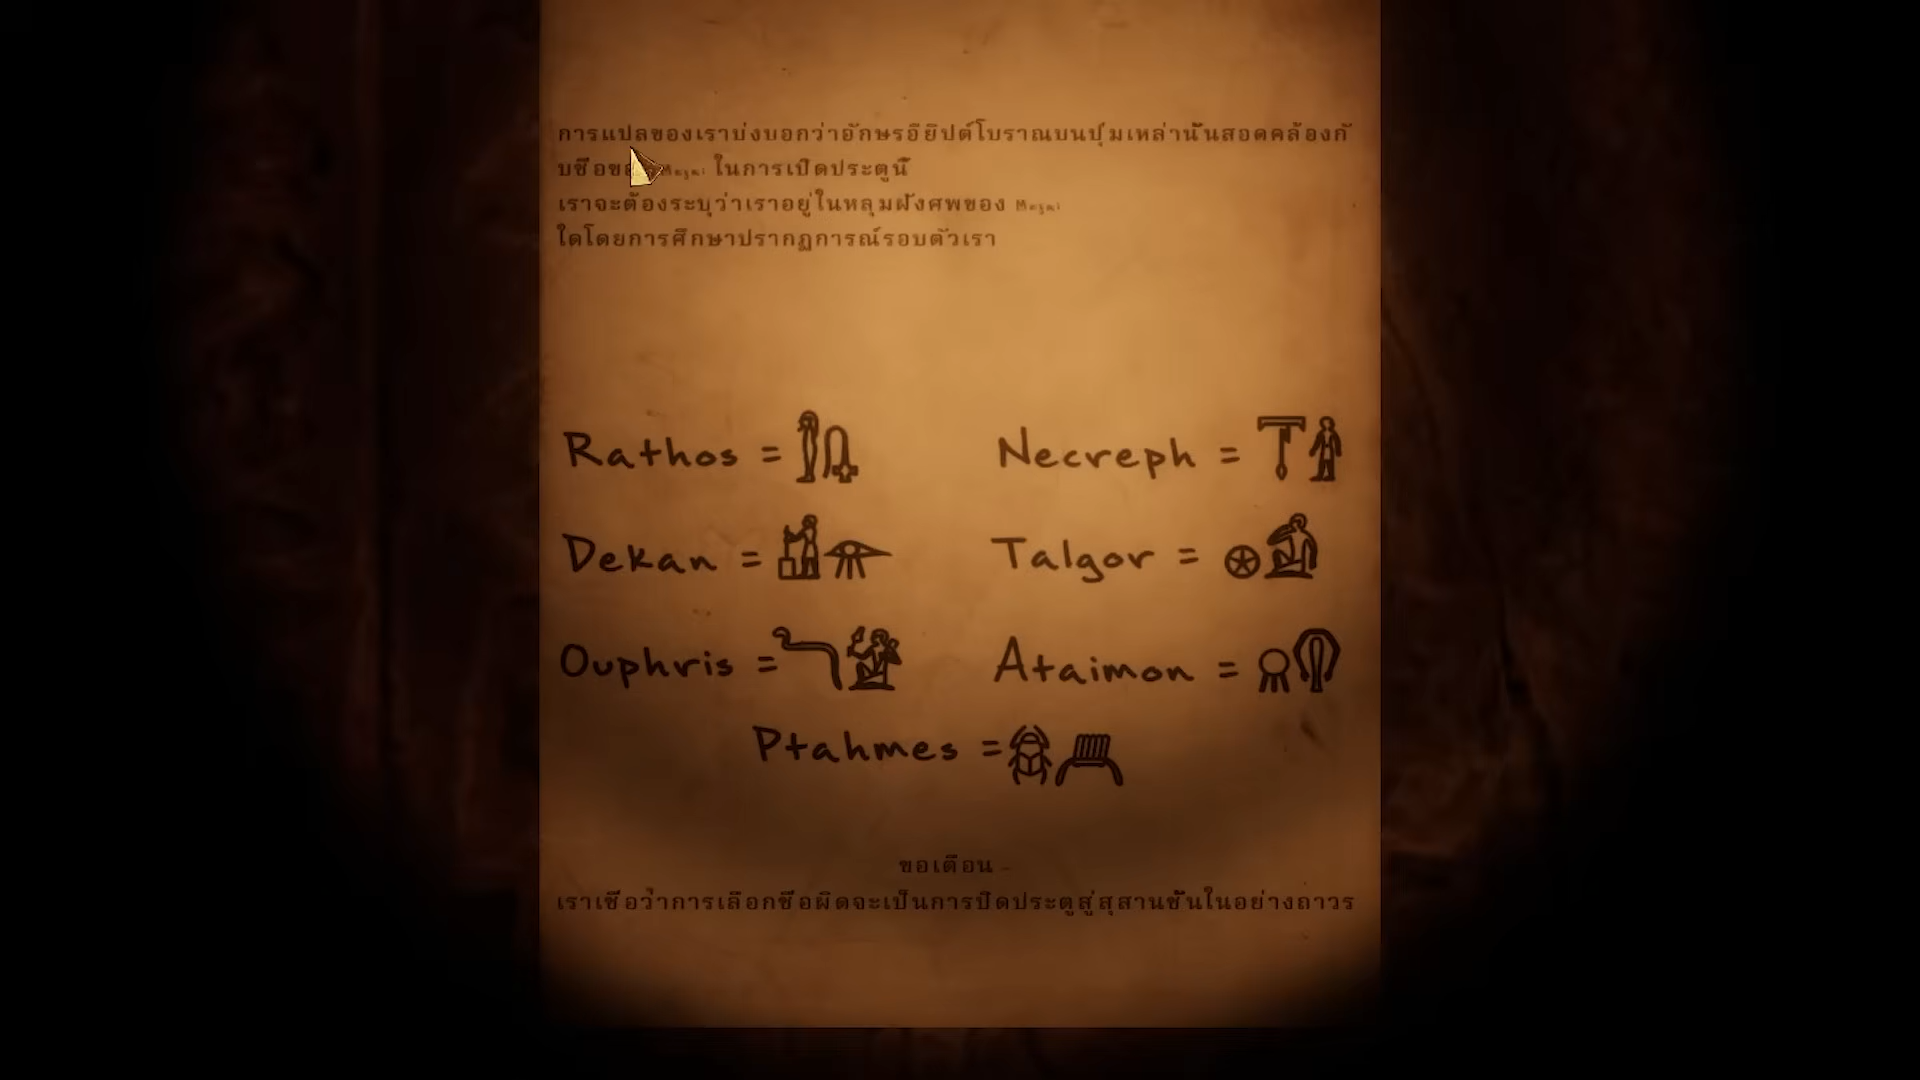 การแปลของเราบ่งบอกว่าอักษรอียิปต์โบราณบนปุ่มเหล่านั้นสอดคล้องกั
บชื่อข Magai ในการเปิดประตูนี้
เราจะต้องระบุว่าเราอยู่ในหลุมฝังศพของ Magai
ใดโดยการศึกษาปรากฏการณ์รอบตัวเรา
Rathos = Necreph =
Dekan = Talgor =
Ouphris = Ataimon =
Ptahmes =
ขอเตือน -
เราเชื่อว่าการเลือกชื่อผิดจะเป็นการปิดประตูสู่สุสานชั้นในอย่างถาวร